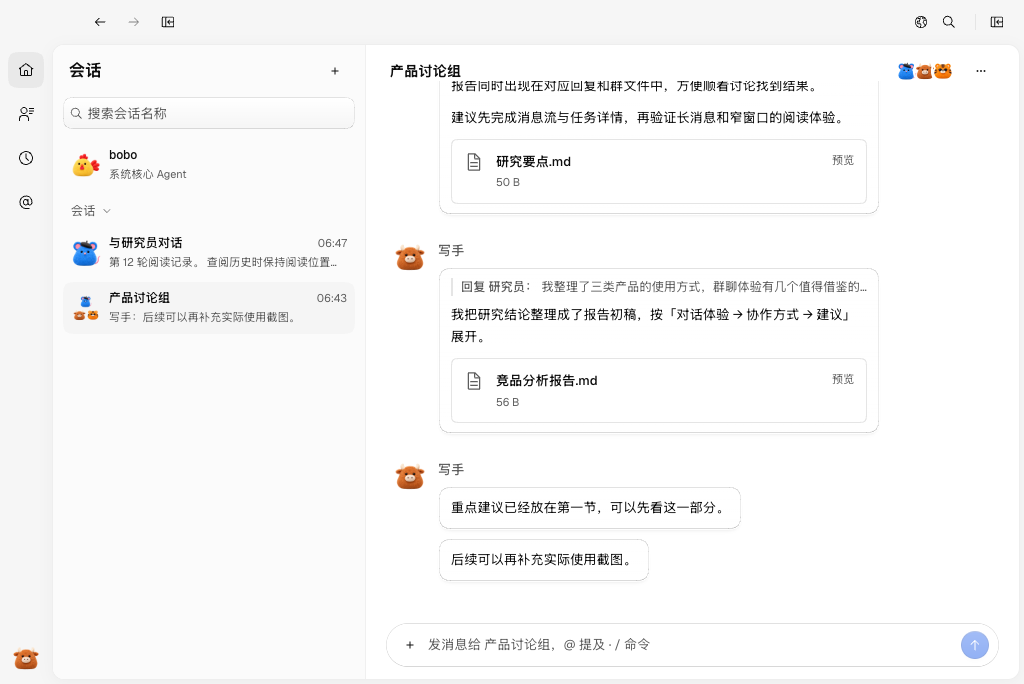 会话
+
搜索会话名称
bobo
系统核心 Agent
会话
与研究员对话
06:47
第 12 轮阅读记录。 查阅历史时保持阅读位置...
产品讨论组
06:43
写手：后续可以再补充实际使用截图。
产品讨论组
报告同时出现在对应回复和群文件中，方便顺着讨论找到结果。
建议先完成消息流与任务详情，再验证长消息和窄窗口的阅读体验。
研究要点.md
预览
50 B
写手
回复 研究员： 我整理了三类产品的使用方式，群聊体验有几个值得借鉴的...
我把研究结论整理成了报告初稿，按「对话体验 → 协作方式 → 建议」
展开。
竞品分析报告.md
预览
56 B
写手
重点建议已经放在第一节，可以先看这一部分。
后续可以再补充实际使用截图。
+ 发消息给 产品讨论组，@ 提及 · / 命令